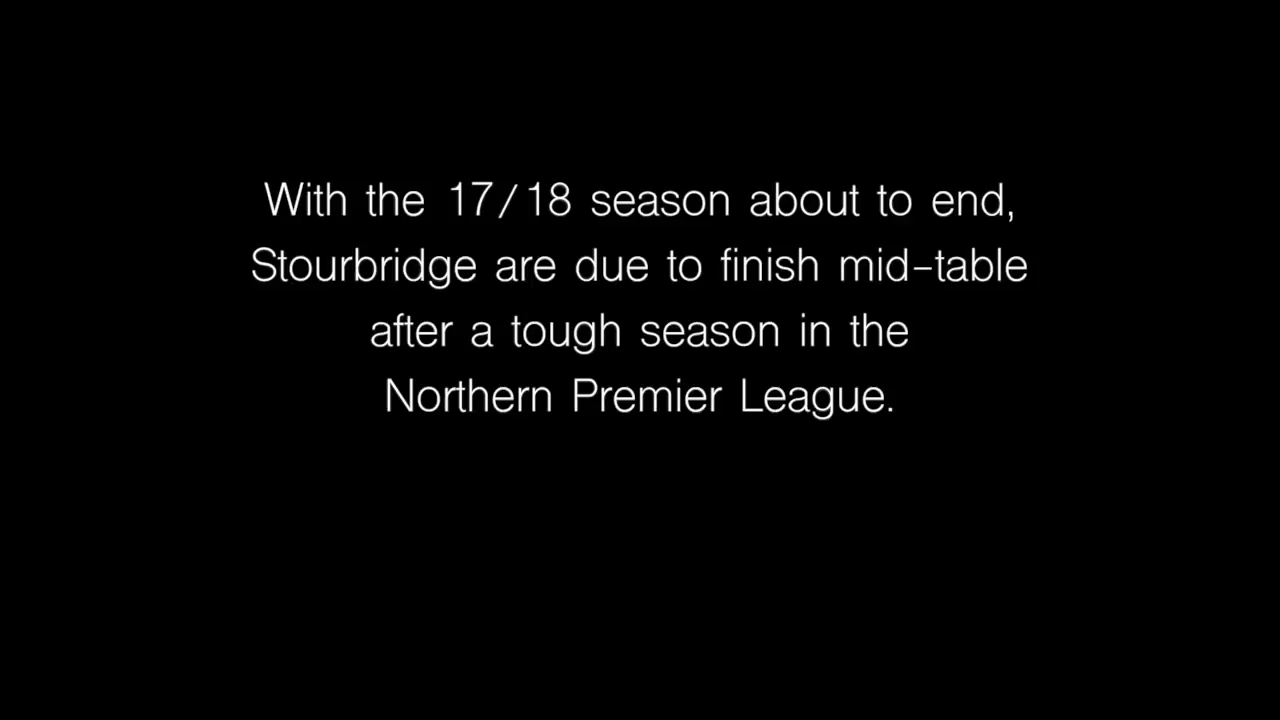 With the 17/18 season about to end,
Stourbridge are due to finish mid-table
after a tough season in the
Northern Premier League.